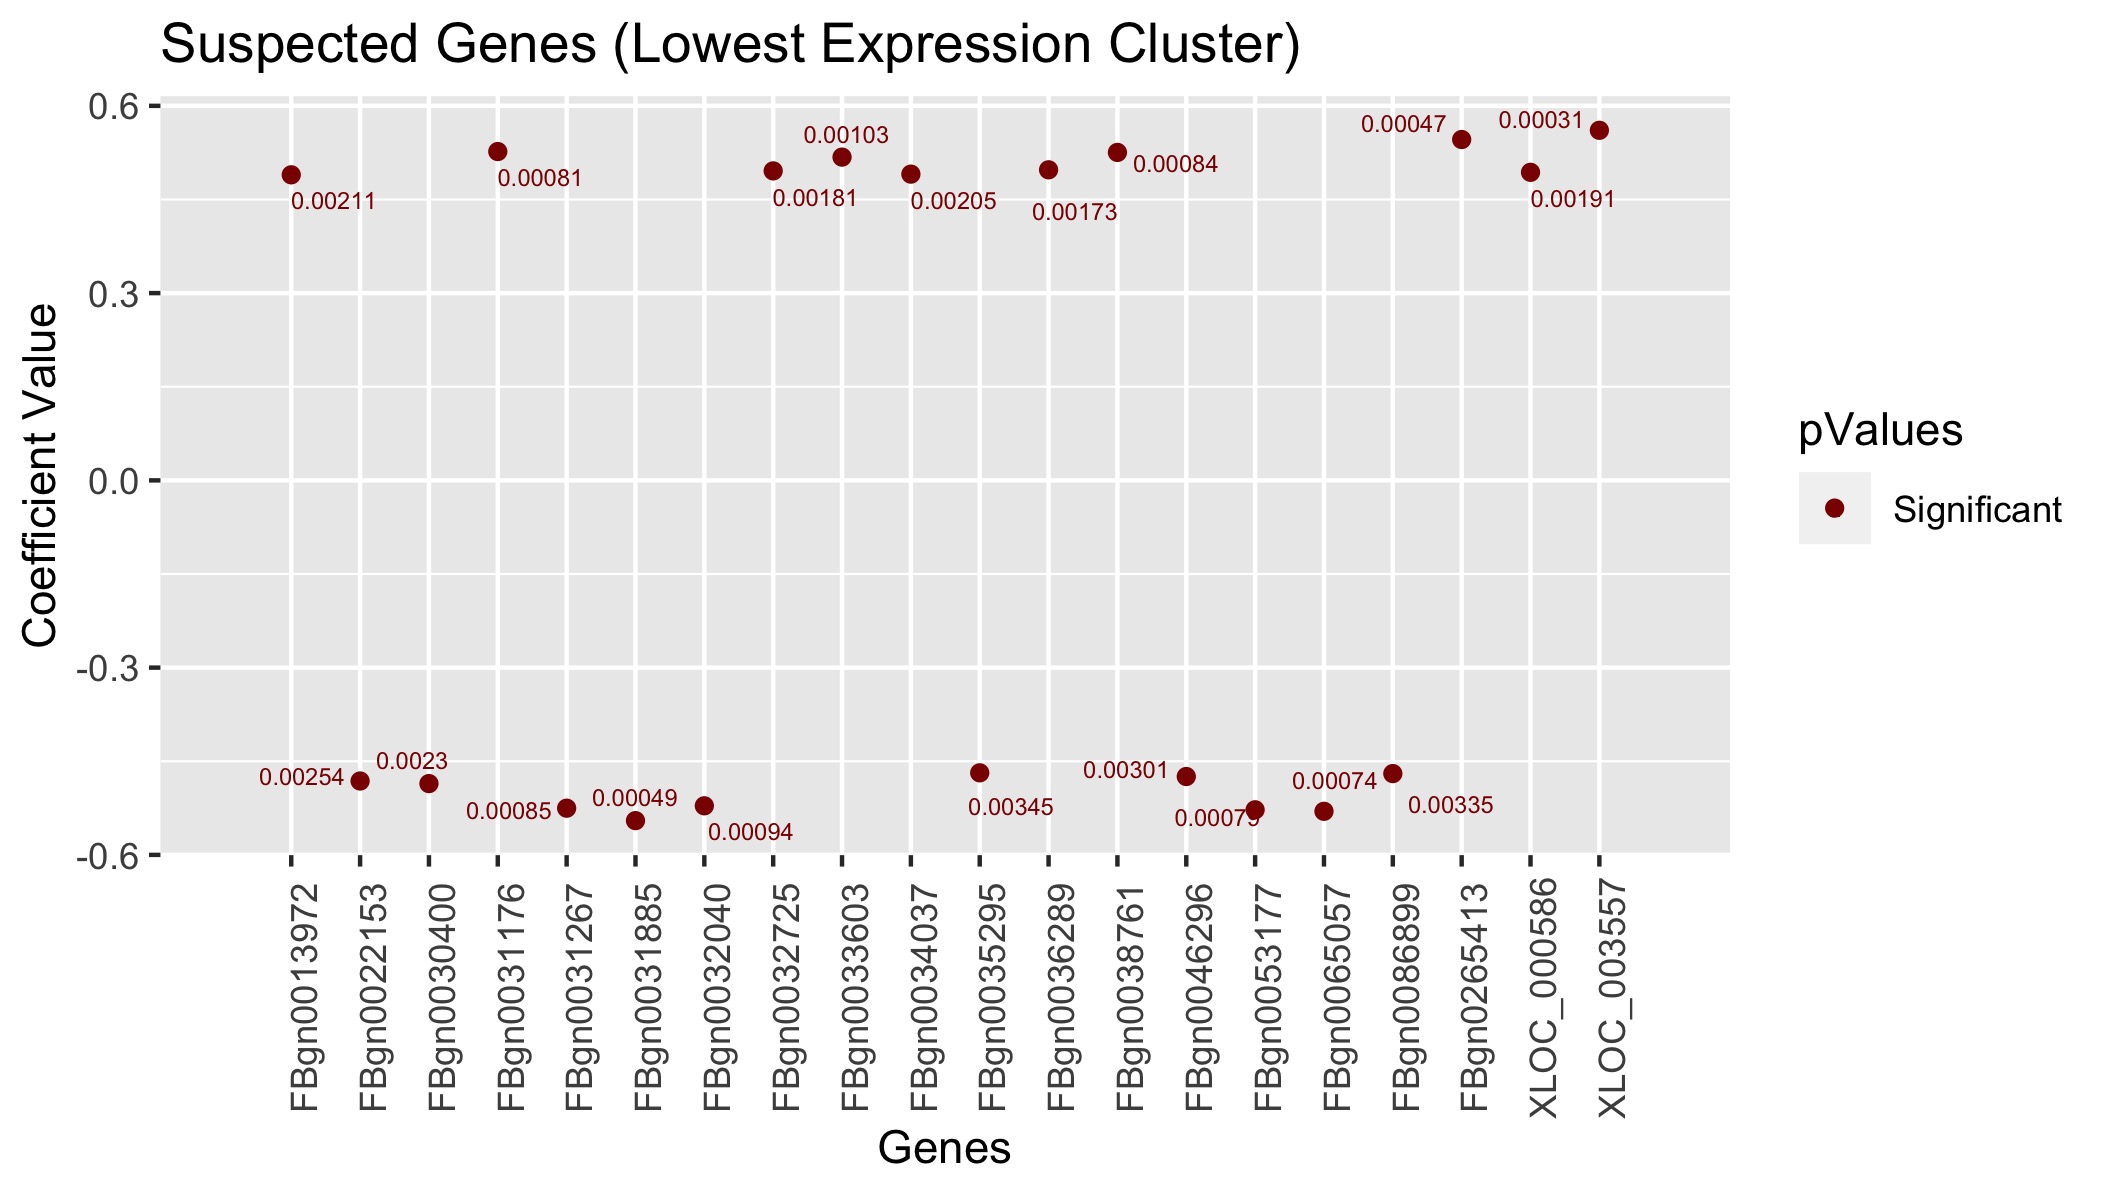 Suspected Genes (Lowest Expression Cluster)
0.6
0.3
0.0
-0.3
-0.6
Coefficient Value
0.00211
0.00254
0.0023
0.00081
0.00085
0.00049
0.00094
0.00181
0.00103
0.00205
0.00345
0.00173
0.00084
0.00301
0.00079
0.00074
0.00335
0.00047
0.00191
0.00031
FBgn0013972
FBgn0022153
FBgn0030400
FBgn0031176
FBgn0031267
FBgn0031885
FBgn0032040
FBgn0032725
FBgn0033603
FBgn0034037
FBgn0035295
FBgn0036289
FBgn0038761
FBgn0046296
FBgn0053177
FBgn0065057
FBgn0086899
FBgn0265413
XLOC_000586
XLOC_003557
Genes
pValues
Significant